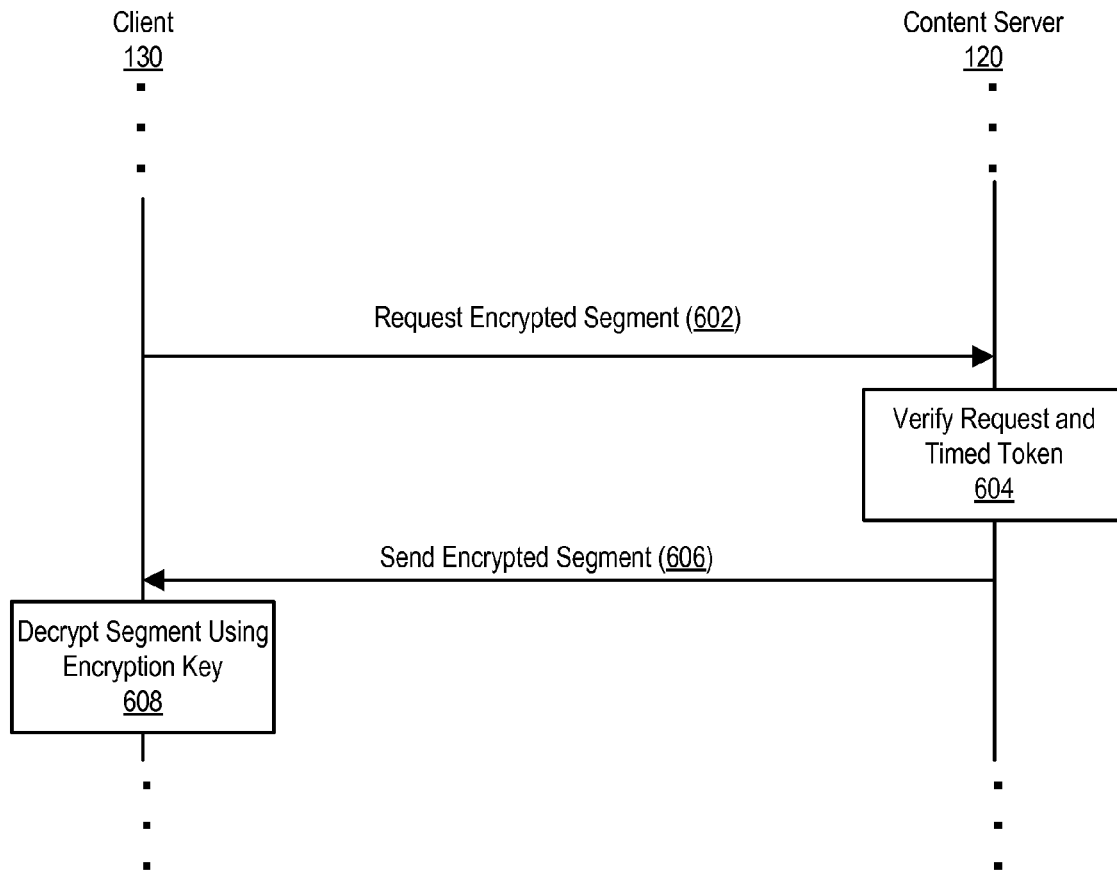 Client
130
Content Server
120
Request Encrypted Segment (602)
Verify Request and
Timed Token
604
Send Encrypted Segment (606)
Decrypt Segment Using
Encryption Key
608